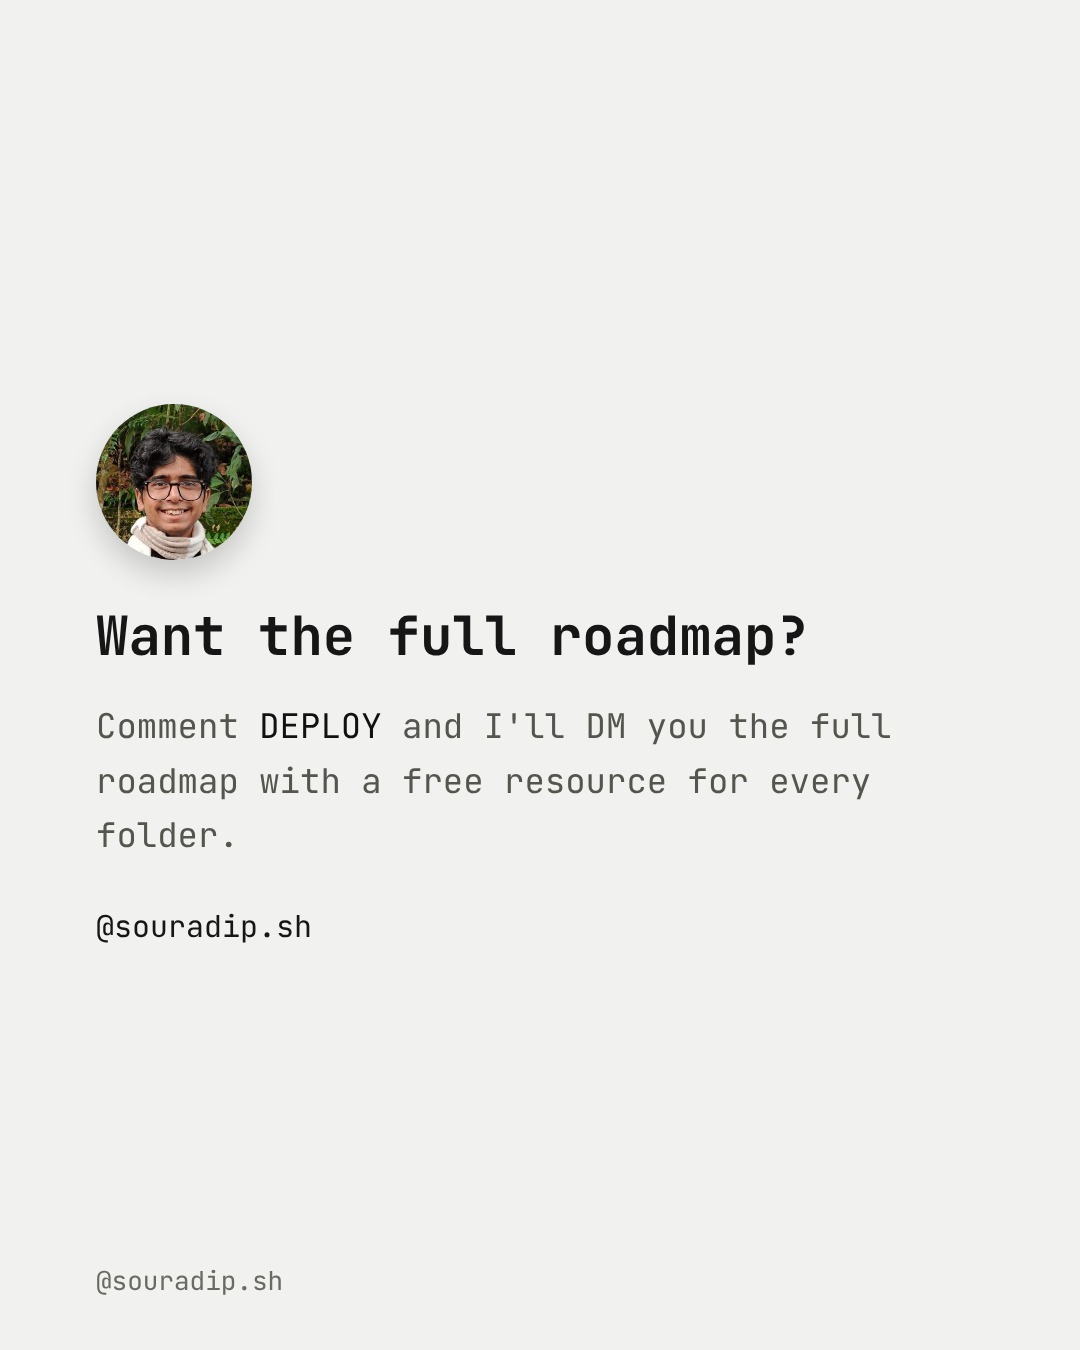 Want the full roadmap?
Comment DEPLOY and I'll DM you the full
roadmap with a free resource for every
folder.
@souradip.sh
@souradip.sh